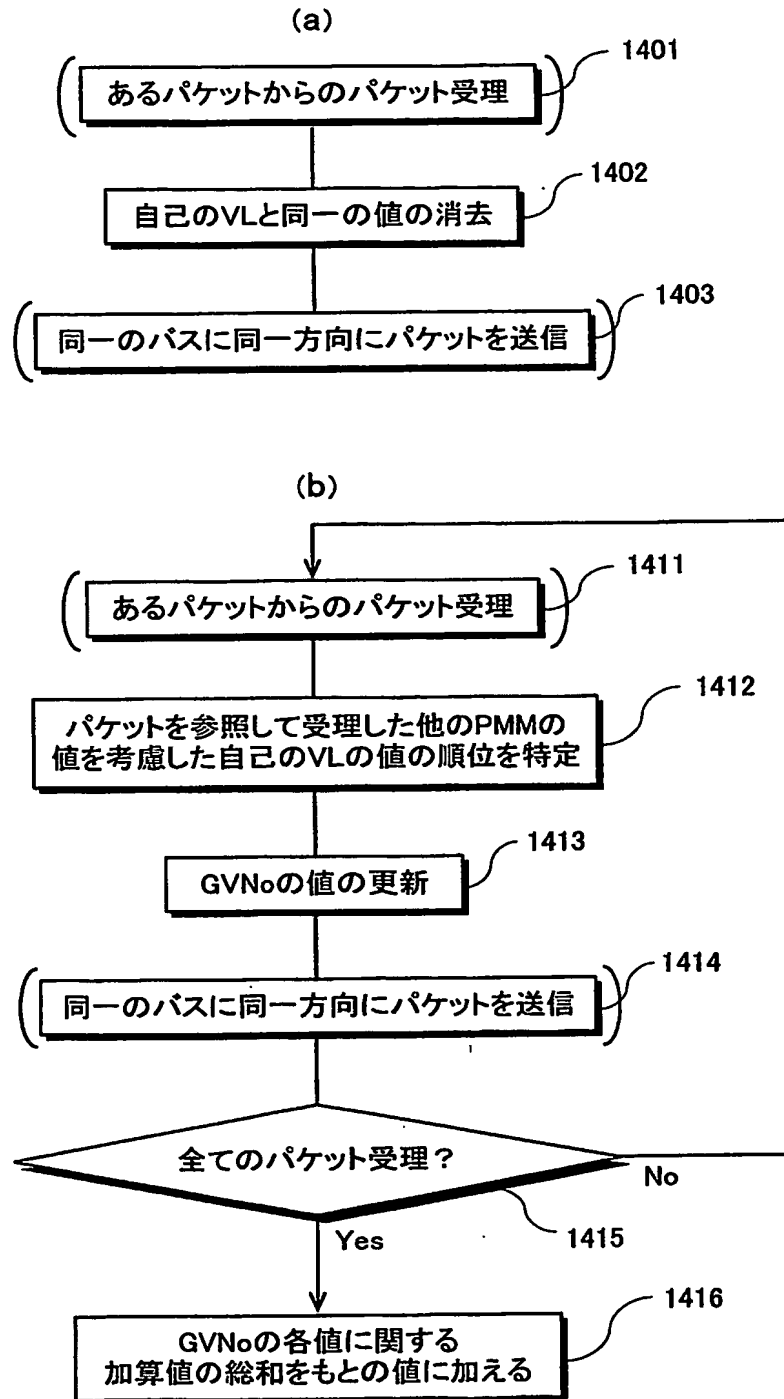 (a)
あるパケットからのパケット受理
1401
自己のVLと同一の値の消去
1402
同一のバスに同一方向にパケットを送信
1403
(b)
あるパケットからのパケット受理
1411
パケットを参照して受理した他のPMMの
値を考慮した自己のVLの値の順位を特定
1412
GVNoの値の更新
1413
同一のバスに同一方向にパケットを送信
1414
全てのパケット受理？
No
Yes
1415
GVNoの各値に関する
加算値の総和をもとの値に加える
1416